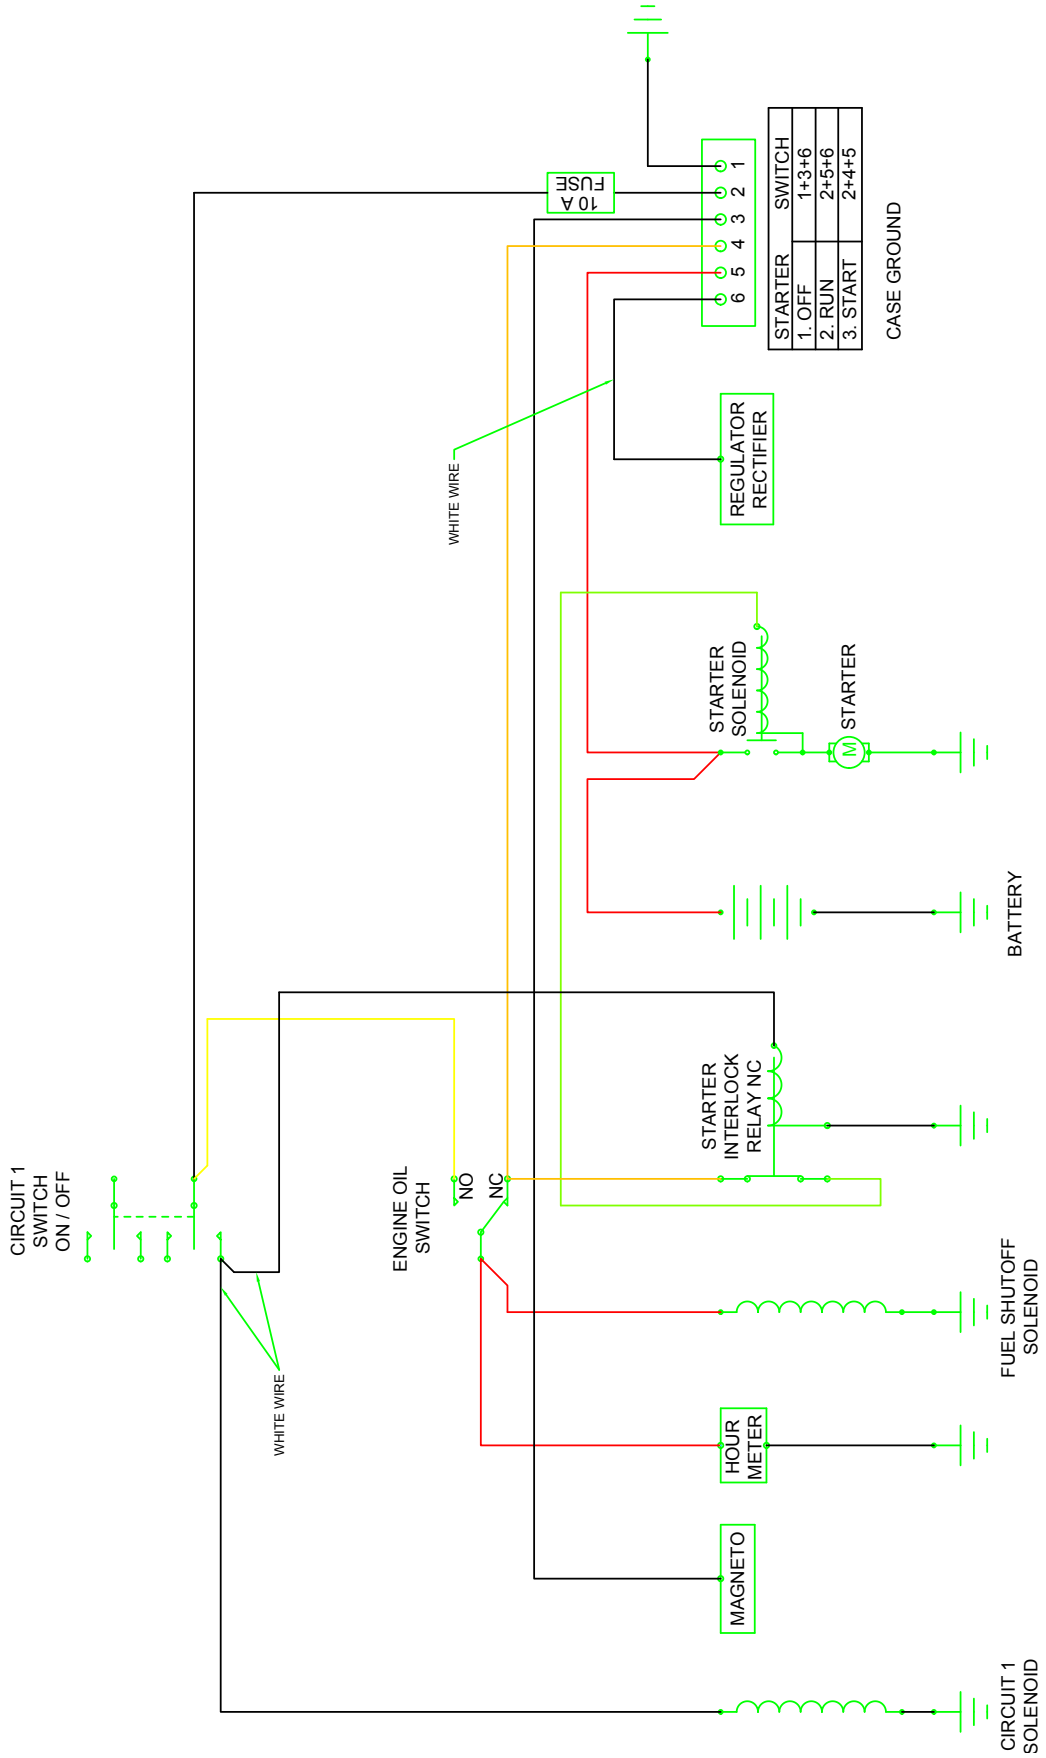 CIRCUIT 1
SWITCH
ON / OFF
WHITE WIRE
ENGINE OIL
SWITCH
NO
NC
WHITE WIRE
10 A
FUSE
1
2
3
4
5
6
STARTER SWITCH
1. OFF 1+3+6
2. RUN 2+5+6
3. START 2+4+5
CASE GROUND
CIRCUIT 1
SOLENOID
MAGNETO
HOUR
METER
FUEL SHUTOFF
SOLENOID
STARTER
INTERLOCK
RELAY NC
BATTERY
STARTER
SOLENOID
M
STARTER
REGULATOR
RECTIFIER